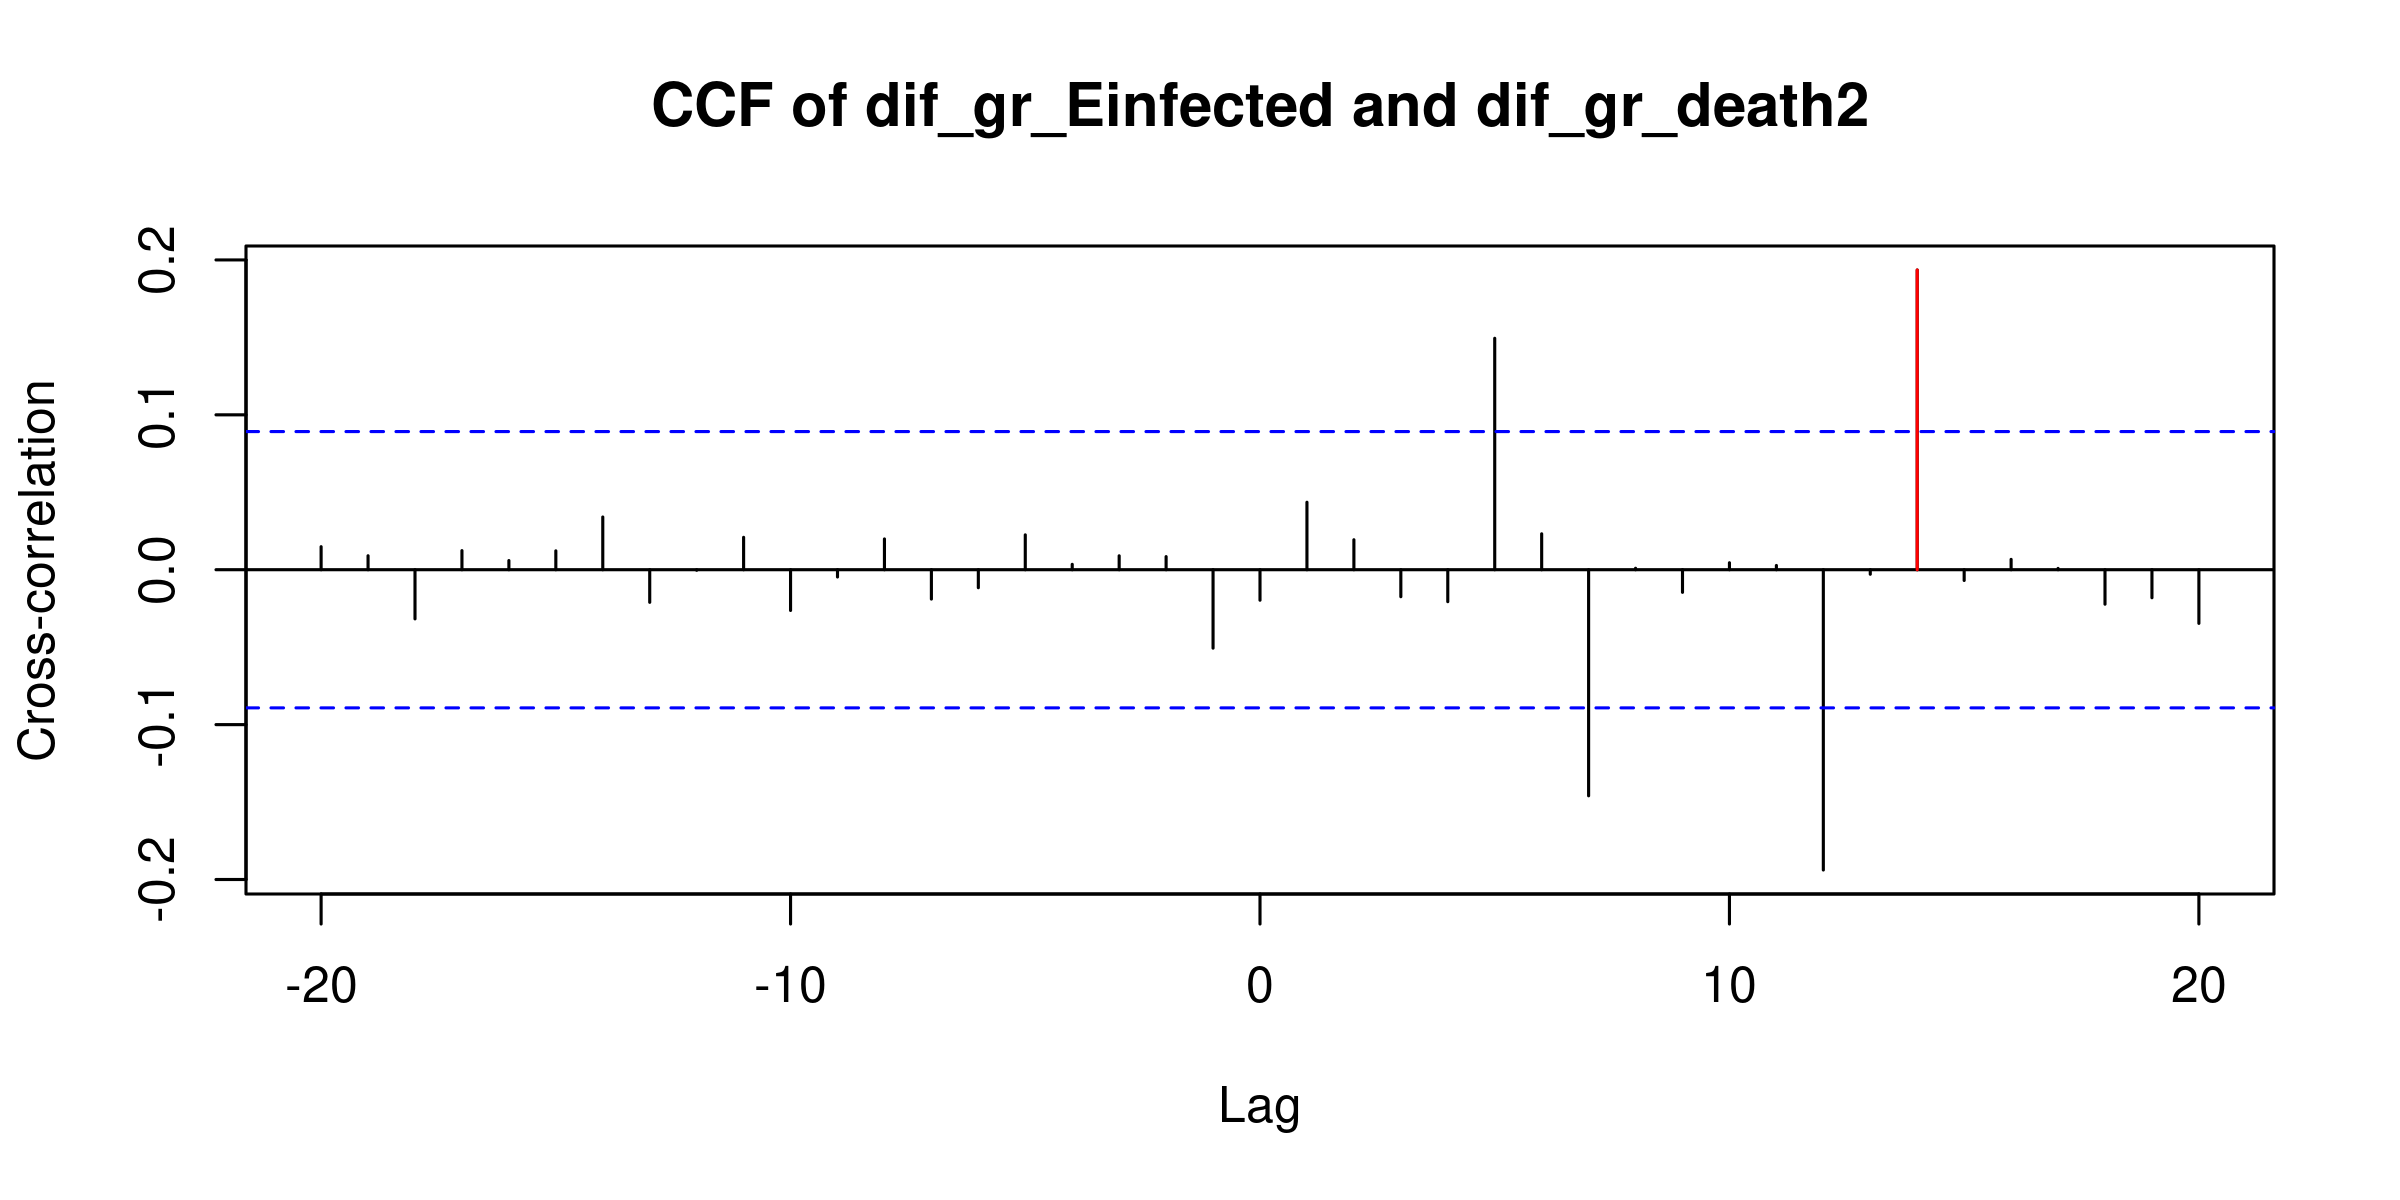 CCF of dif_gr_Einfected and dif_gr_death2
Cross-correlation
0.2
0.1
0.0
-0.1
-0.2
-20 -10 0 10 20
Lag